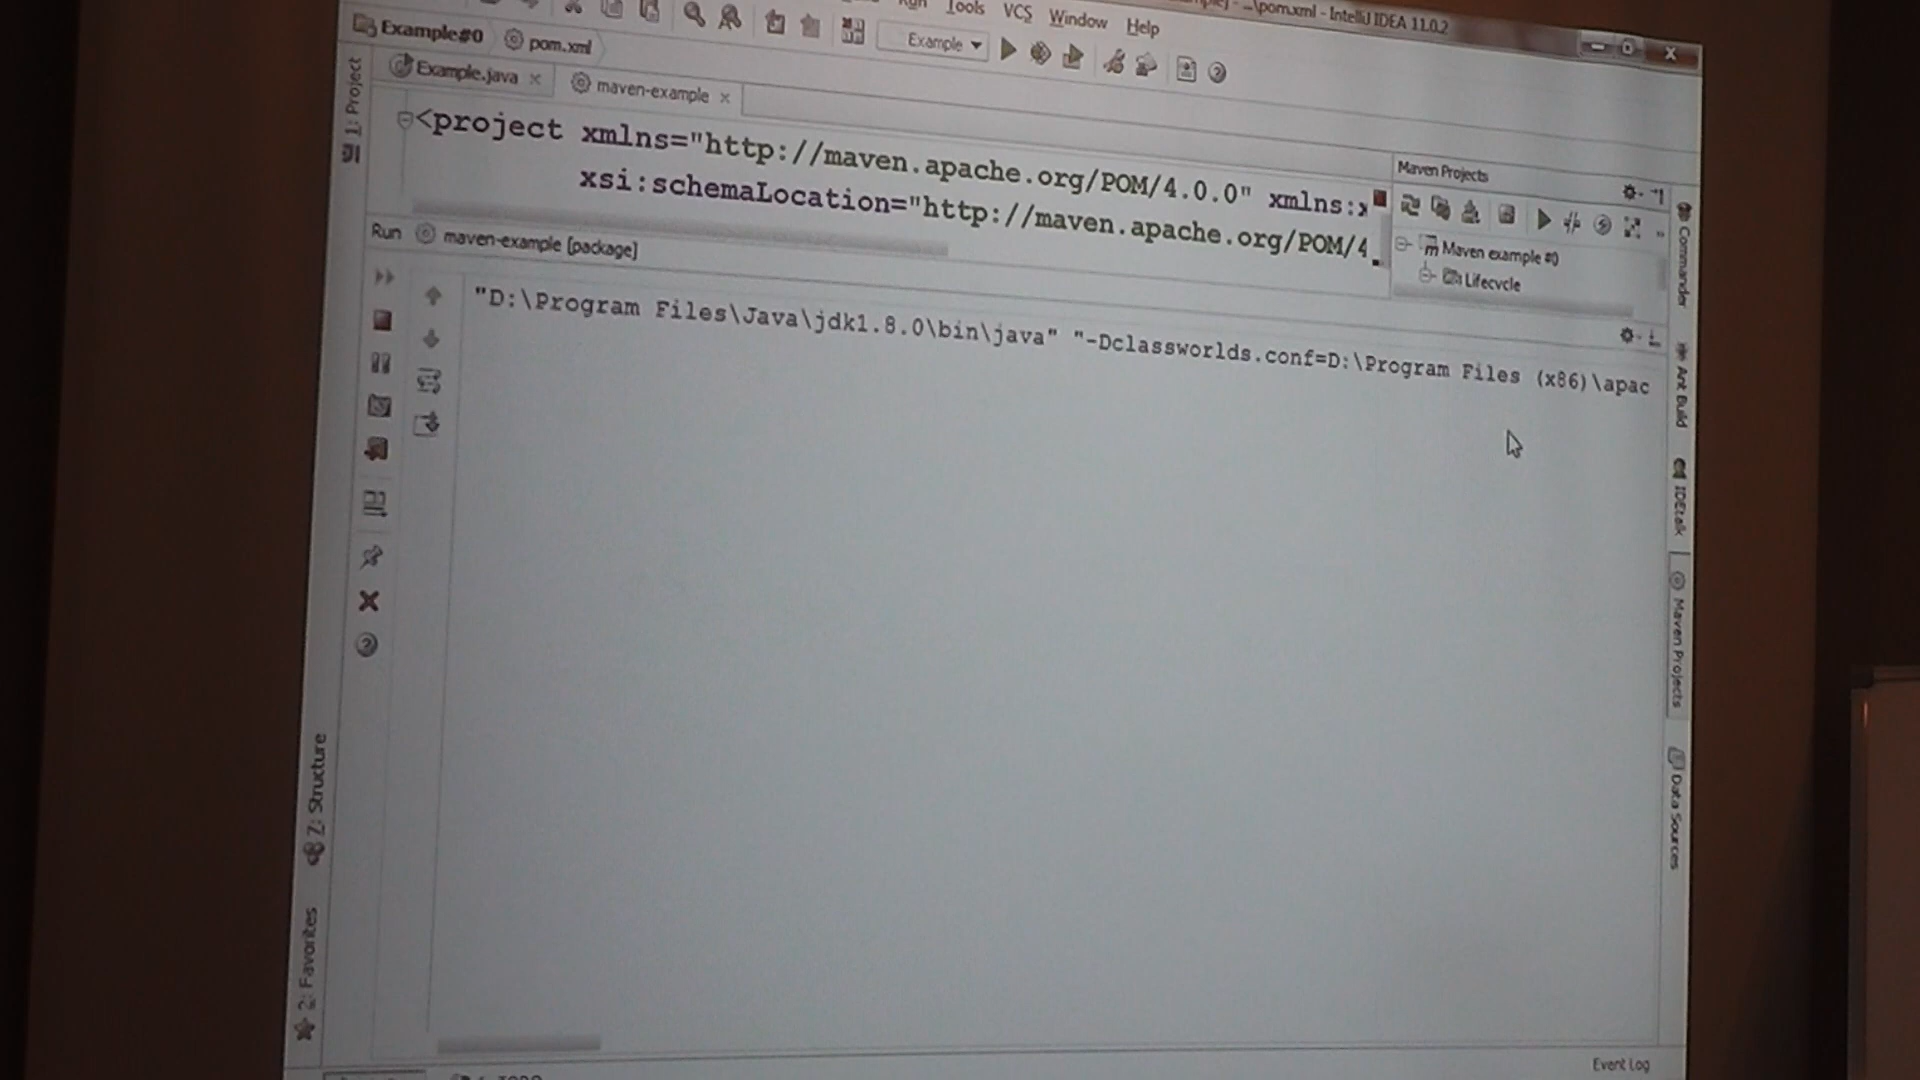 \pom.xml - IntelliJ IDEA 11.0.2
Run Tools VCS Window Help
Example#0 pom.xml
Example
Example.java maven-example
<project xmlns="http://maven.apache.org/POM/4.0.0" xmlns:x
xsi:schemaLocation="http://maven.apache.org/POM/4
Maven Projects
Maven example #0
Lifecycle
Run maven-example [package]
"D:\Program Files\Java\jdk1.8.0\bin\java" "-Dclassworlds.conf=D:\Program Files (x86)\apac
1: Project
Z: Structure
2: Favorites
Commander
Ant Build
IDEtalk
Maven Projects
Data Sources
Event Log